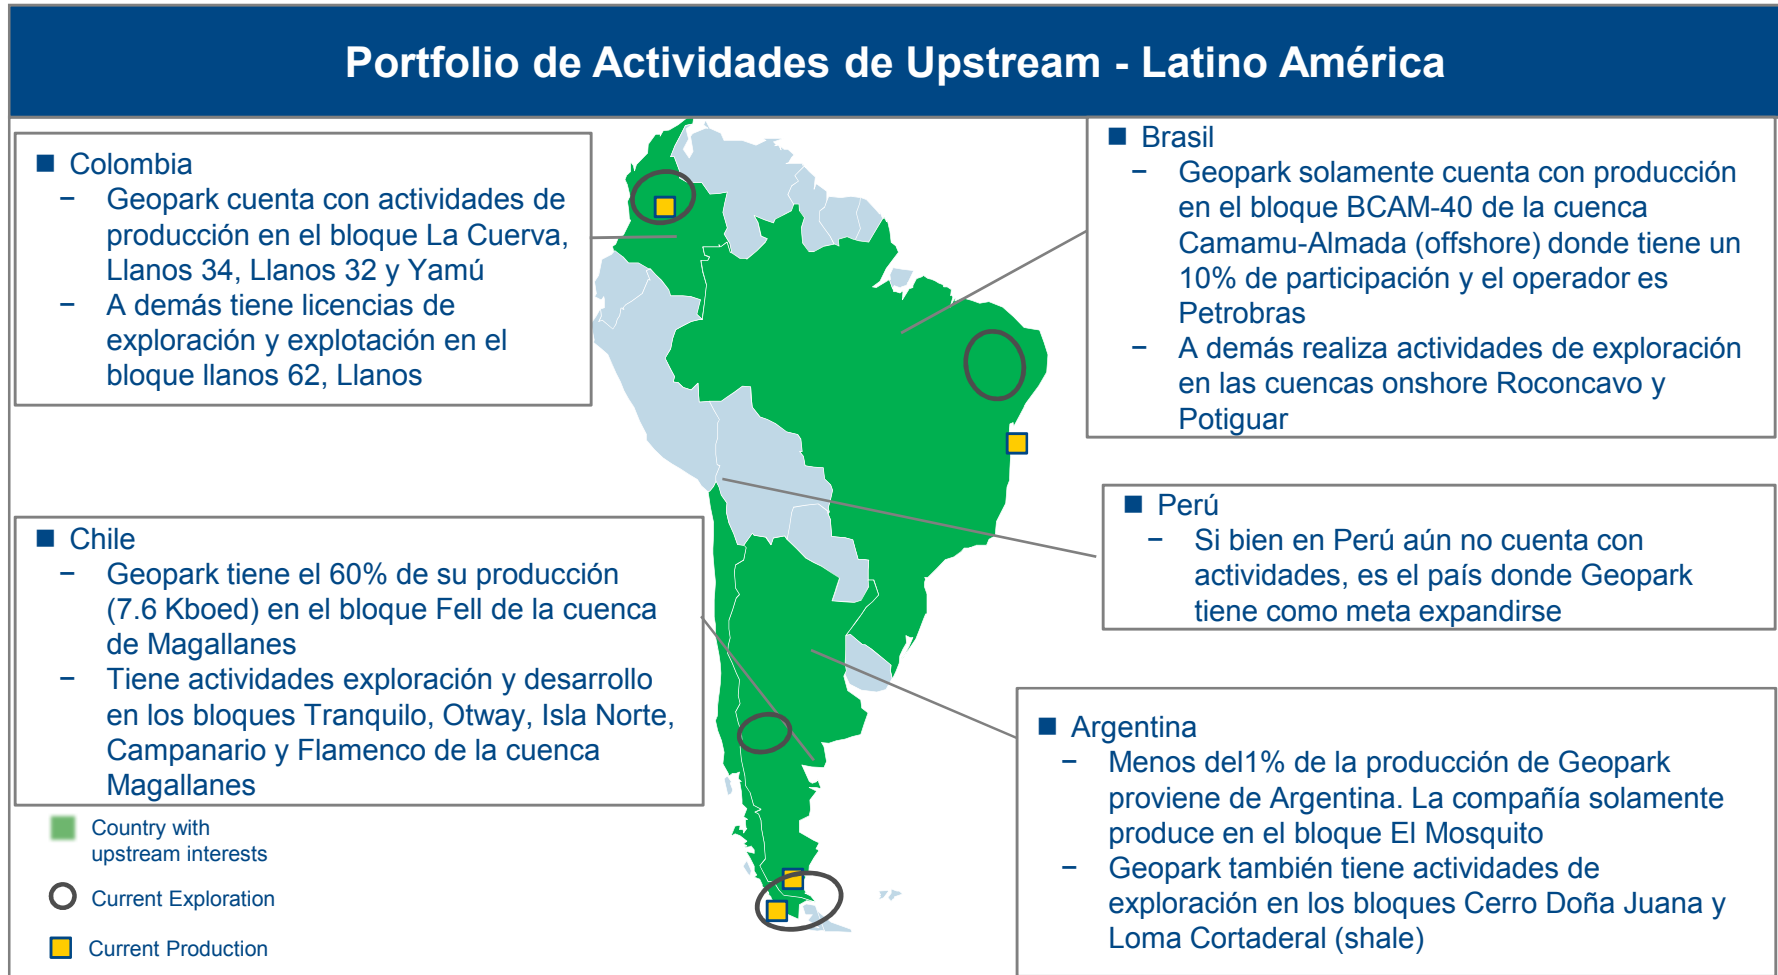 Portfolio de Actividades de Upstream - Latino América
■ Colombia
− Geopark cuenta con actividades de
producción en el bloque La Cuerva,
Llanos 34, Llanos 32 y Yamú
− A demás tiene licencias de
exploración y explotación en el
bloque llanos 62, Llanos
■ Brasil
− Geopark solamente cuenta con producción
en el bloque BCAM-40 de la cuenca
Camamu-Almada (offshore) donde tiene un
10% de participación y el operador es
Petrobras
− A demás realiza actividades de exploración
en las cuencas onshore Roconcavo y
Potiguar
■ Perú
− Si bien en Perú aún no cuenta con
actividades, es el país donde Geopark
tiene como meta expandirse
■ Chile
− Geopark tiene el 60% de su producción
(7.6 Kboed) en el bloque Fell de la cuenca
de Magallanes
− Tiene actividades exploración y desarrollo
en los bloques Tranquilo, Otway, Isla Norte,
Campanario y Flamenco de la cuenca
Magallanes
■ Argentina
− Menos del1% de la producción de Geopark
proviene de Argentina. La compañía solamente
produce en el bloque El Mosquito
− Geopark también tiene actividades de
exploración en los bloques Cerro Doña Juana y
Loma Cortaderal (shale)
Country with
upstream interests
Current Exploration
Current Production